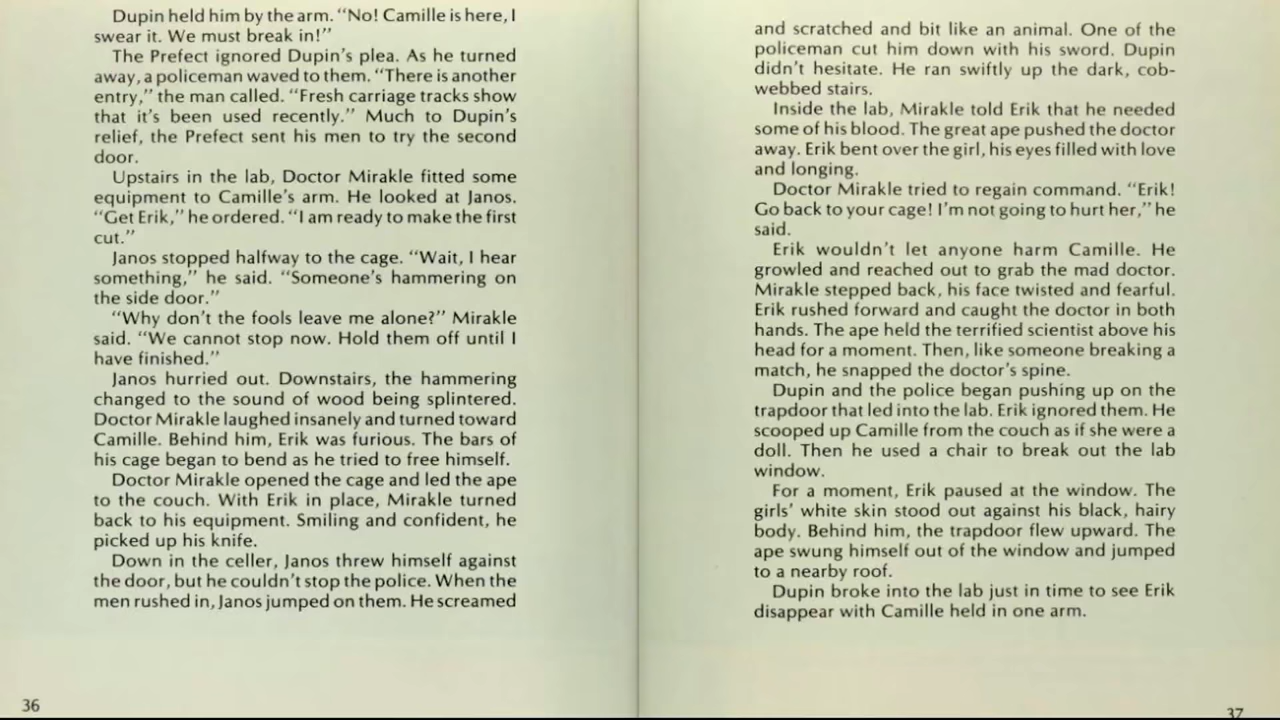 Dupin held him by the arm. “No! Camille is here, I
swear it. We must break in!”
The Prefect ignored Dupin’s plea. As he turned
away, a policeman waved to them. “There is another
entry,” the man called. “Fresh carriage tracks show
that it’s been used recently.” Much to Dupin’s
relief, the Prefect sent his men to try the second
door.
Upstairs in the lab, Doctor Mirakle fitted some
equipment to Camille’s arm. He looked at Janos.
“Get Erik,” he ordered. “I am ready to make the first
cut.”
Janos stopped halfway to the cage. “Wait, I hear
something,” he said. “Someone’s hammering on
the side door.”
“Why don’t the fools leave me alone?” Mirakle
said. “We cannot stop now. Hold them off until I
have finished.”
Janos hurried out. Downstairs, the hammering
changed to the sound of wood being splintered.
Doctor Mirakle laughed insanely and turned toward
Camille. Behind him, Erik was furious. The bars of
his cage began to bend as he tried to free himself.
Doctor Mirakle opened the cage and led the ape
to the couch. With Erik in place, Mirakle turned
back to his equipment. Smiling and confident, he
picked up his knife.
Down in the celler, Janos threw himself against
the door, but he couldn’t stop the police. When the
men rushed in, Janos jumped on them. He screamed
36
and scratched and bit like an animal. One of the
policeman cut him down with his sword. Dupin
didn’t hesitate. He ran swiftly up the dark, cob-
webbed stairs.
Inside the lab, Mirakle told Erik that he needed
some of his blood. The great ape pushed the doctor
away. Erik bent over the girl, his eyes filled with love
and longing.
Doctor Mirakle tried to regain command. “Erik!
Go back to your cage! I’m not going to hurt her,” he
said.
Erik wouldn’t let anyone harm Camille. He
growled and reached out to grab the mad doctor.
Mirakle stepped back, his face twisted and fearful.
Erik rushed forward and caught the doctor in both
hands. The ape held the terrified scientist above his
head for a moment. Then, like someone breaking a
match, he snapped the doctor’s spine.
Dupin and the police began pushing up on the
trapdoor that led into the lab. Erik ignored them. He
scooped up Camille from the couch as if she were a
doll. Then he used a chair to break out the lab
window.
For a moment, Erik paused at the window. The
girls’ white skin stood out against his black, hairy
body. Behind him, the trapdoor flew upward. The
ape swung himself out of the window and jumped
to a nearby roof.
Dupin broke into the lab just in time to see Erik
disappear with Camille held in one arm.
37